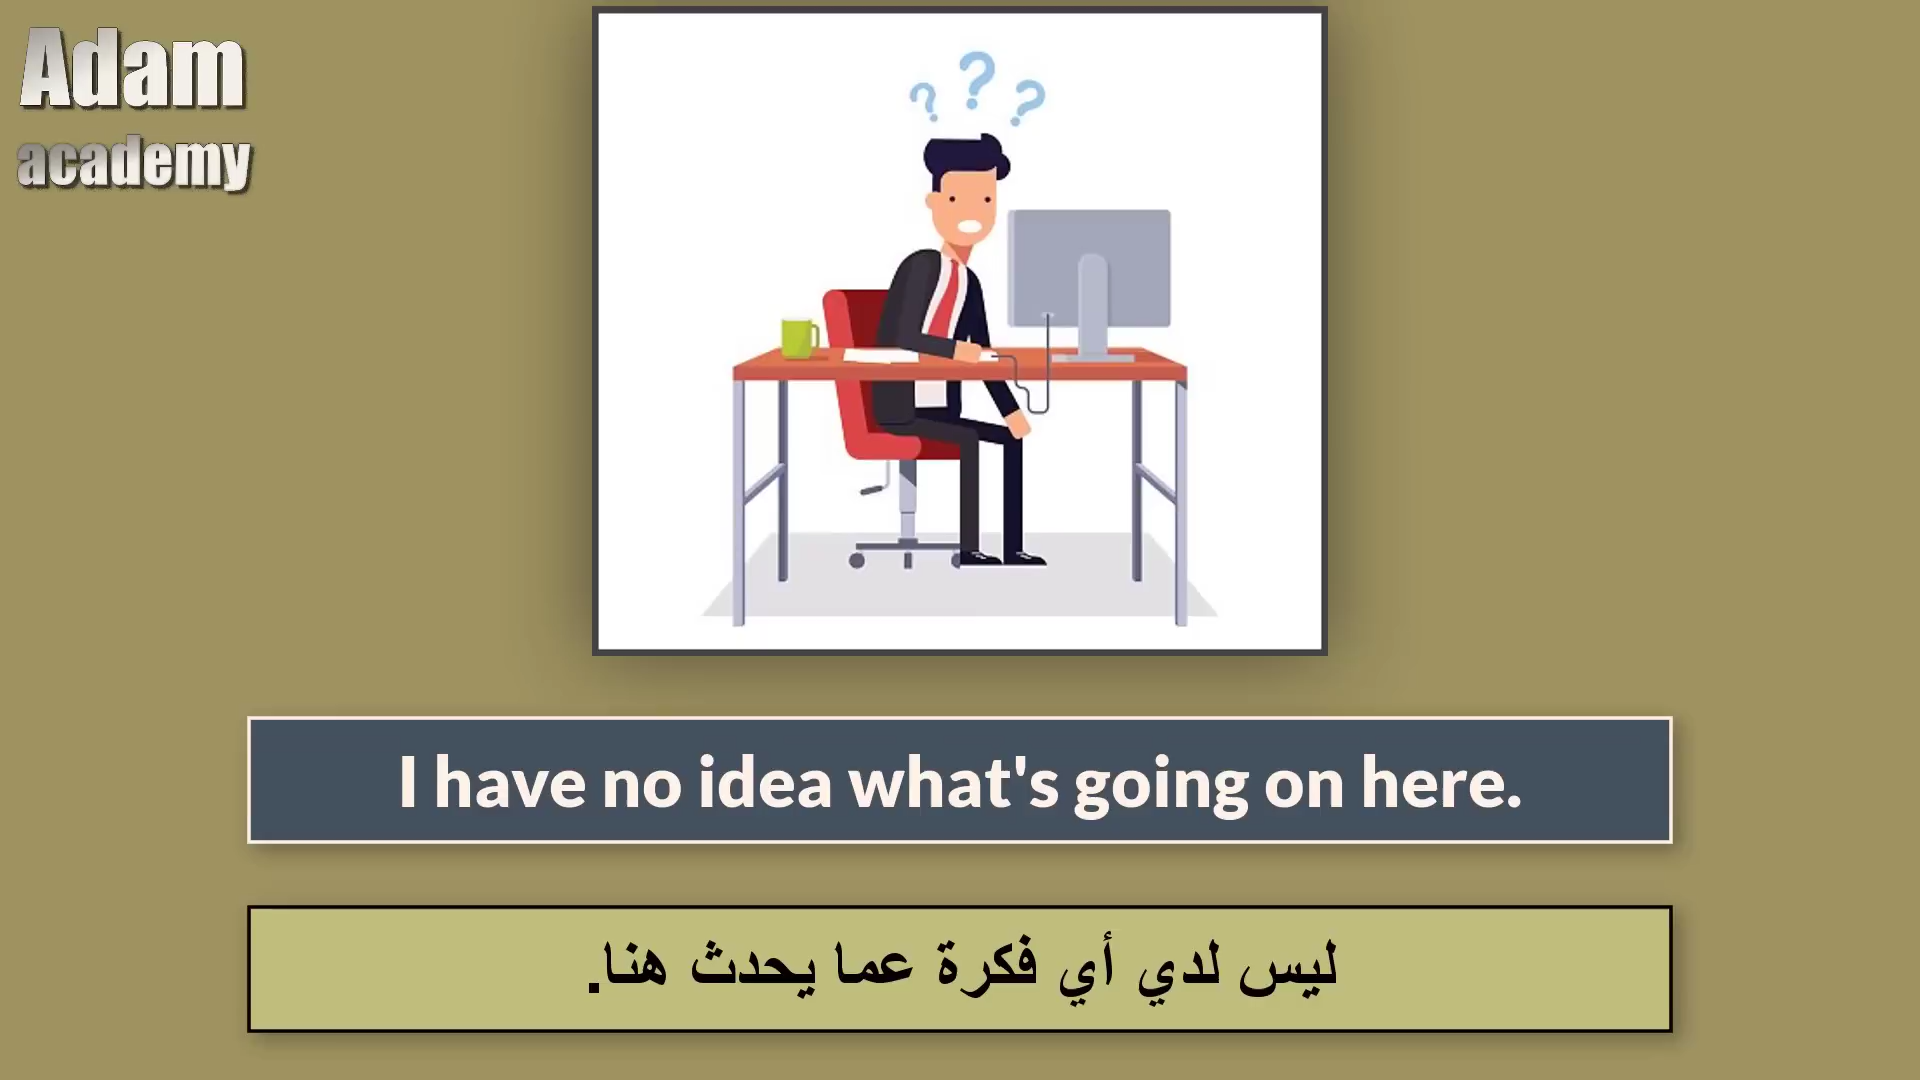 Adam
academy
? ? ?
I have no idea what's going on here.
ليس لدي أي فكرة عما يحدث هنا.